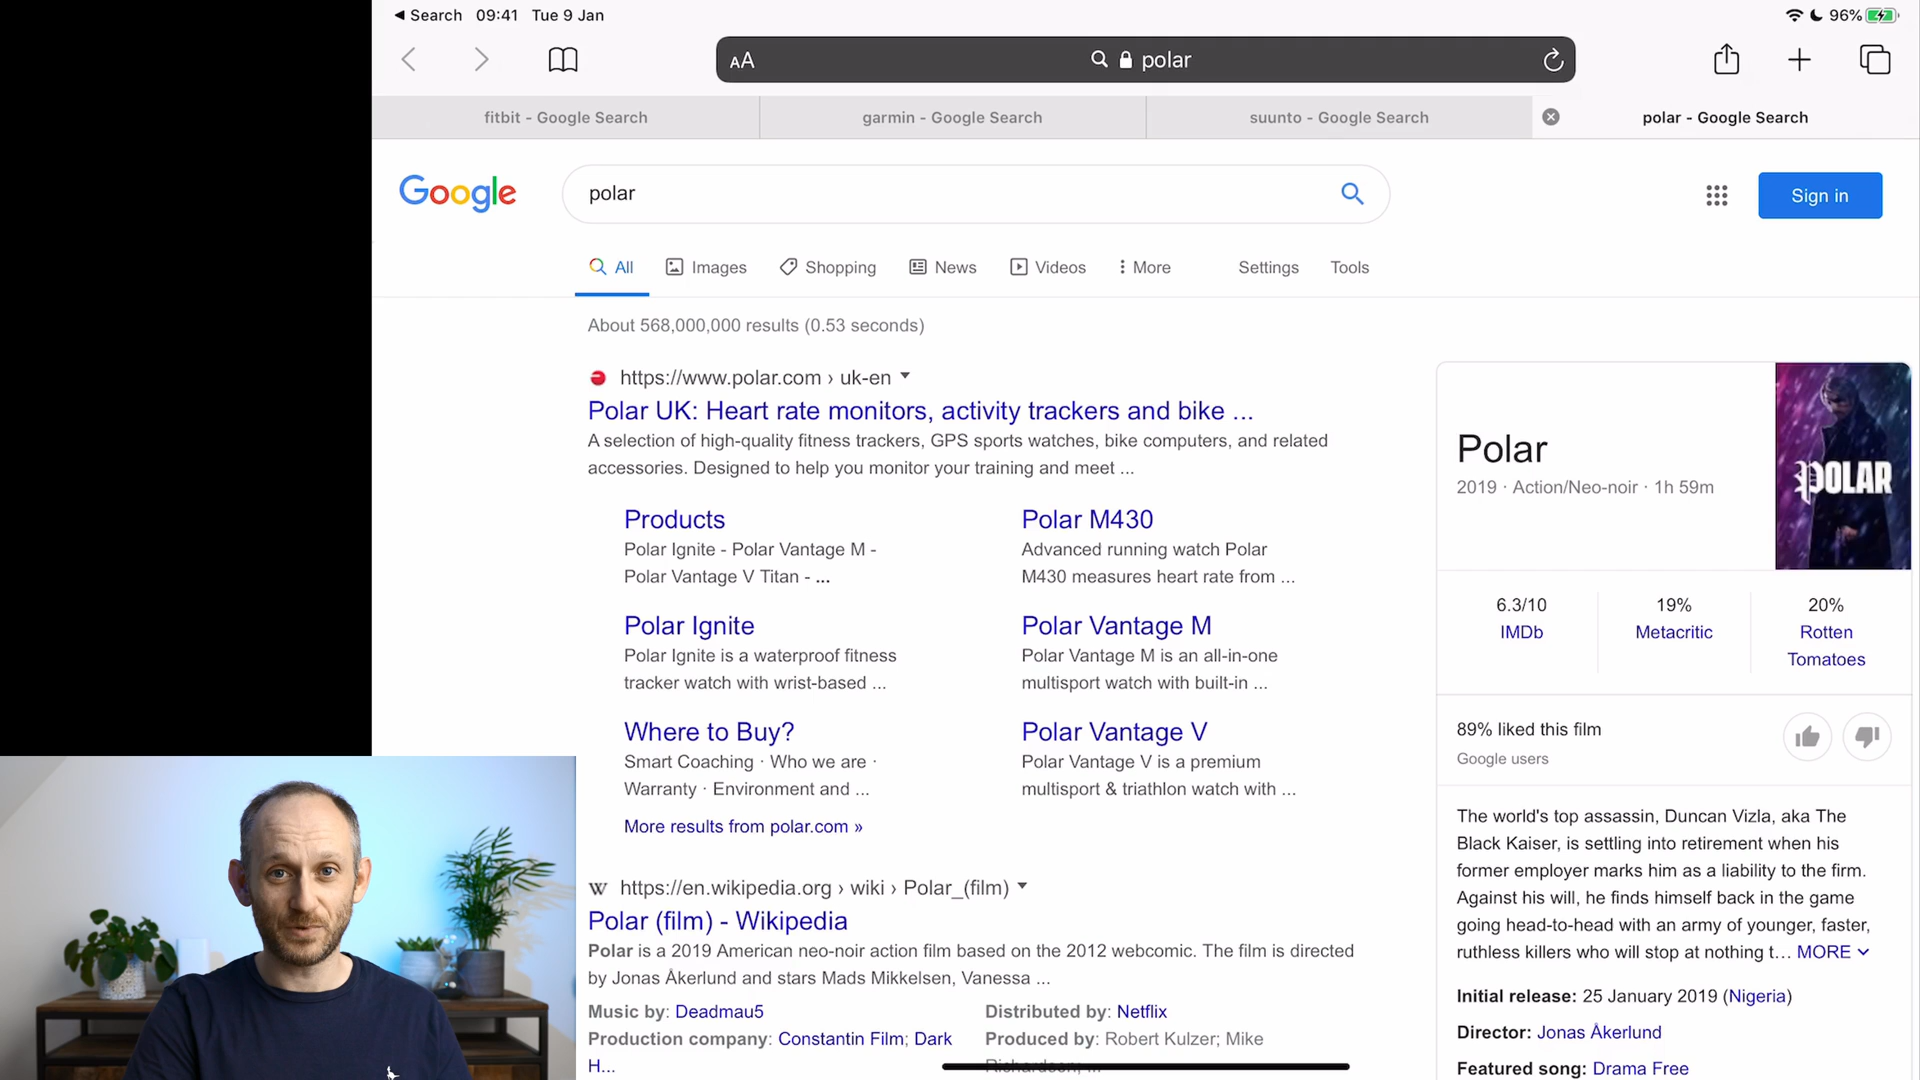 Search 09:41 Tue 9 Jan
96%
AA polar
fitbit - Google Search
garmin - Google Search
suunto - Google Search
polar - Google Search
Google
polar
Sign in
All Images Shopping News Videos More Settings Tools
About 568,000,000 results (0.53 seconds)
https://www.polar.com › uk-en
Polar UK: Heart rate monitors, activity trackers and bike ...
A selection of high-quality fitness trackers, GPS sports watches, bike computers, and related
accessories. Designed to help you monitor your training and meet ...
Products
Polar Ignite - Polar Vantage M -
Polar Vantage V Titan - ...
Polar M430
Advanced running watch Polar
M430 measures heart rate from ...
Polar Ignite
Polar Ignite is a waterproof fitness
tracker watch with wrist-based ...
Polar Vantage M
Polar Vantage M is an all-in-one
multisport watch with built-in ...
Where to Buy?
Smart Coaching · Who we are ·
Warranty · Environment and ...
Polar Vantage V
Polar Vantage V is a premium
multisport & triathlon watch with ...
More results from polar.com »
W https://en.wikipedia.org › wiki › Polar_(film)
Polar (film) - Wikipedia
Polar is a 2019 American neo-noir action film based on the 2012 webcomic. The film is directed
by Jonas Åkerlund and stars Mads Mikkelsen, Vanessa ...
Music by: Deadmau5
Production company: Constantin Film; Dark
H...
Distributed by: Netflix
Produced by: Robert Kulzer; Mike
Richardson; ...
Polar
2019 · Action/Neo-noir · 1h 59m
POLAR
6.3/10
IMDb
19%
Metacritic
20%
Rotten
Tomatoes
89% liked this film
Google users
The world's top assassin, Duncan Vizla, aka The
Black Kaiser, is settling into retirement when his
former employer marks him as a liability to the firm.
Against his will, he finds himself back in the game
going head-to-head with an army of younger, faster,
ruthless killers who will stop at nothing t... MORE
Initial release: 25 January 2019 (Nigeria)
Director: Jonas Åkerlund
Featured song: Drama Free